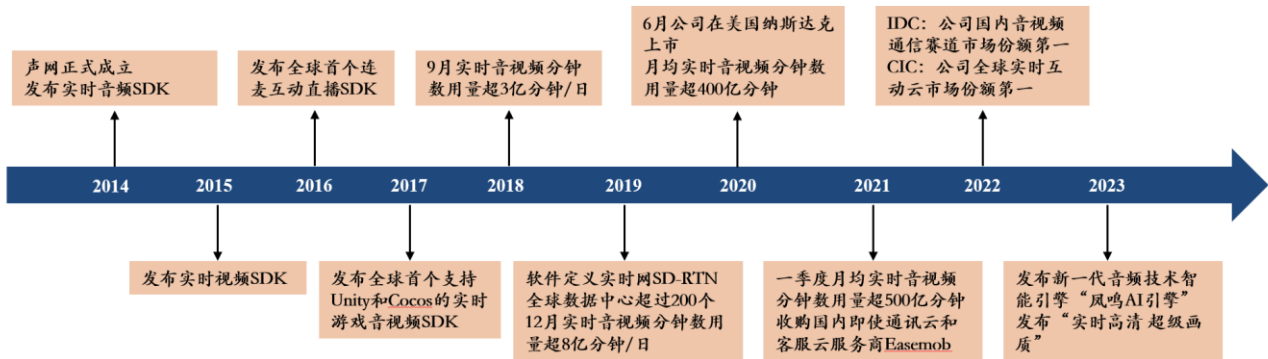 声网正式成立
发布实时音频SDK
发布全球首个连
麦互动直播SDK
9月实时音视频分钟
数用量超3亿分钟/日
6月公司在美国纳斯达克
上市
月均实时音视频分钟数
用量超400亿分钟
IDC：公司国内音视频
通信赛道市场份额第一
CIC：公司全球实时互
动云市场份额第一
2014
2015
2016
2017
2018
2019
2020
2021
2022
2023
发布实时视频SDK
发布全球首个支持
Unity和Cocos的实时
游戏音视频SDK
软件定义实时网SD-RTN
全球数据中心超过200个
12月实时音视频分钟数用
量超8亿分钟/日
一季度月均实时音视频
分钟数用量超500亿分钟
收购国内即使通讯云和
客服云服务商Easemob
发布新一代音频技术智
能引擎“凤鸣AI引擎”
发布“实时高清 超级画
质”